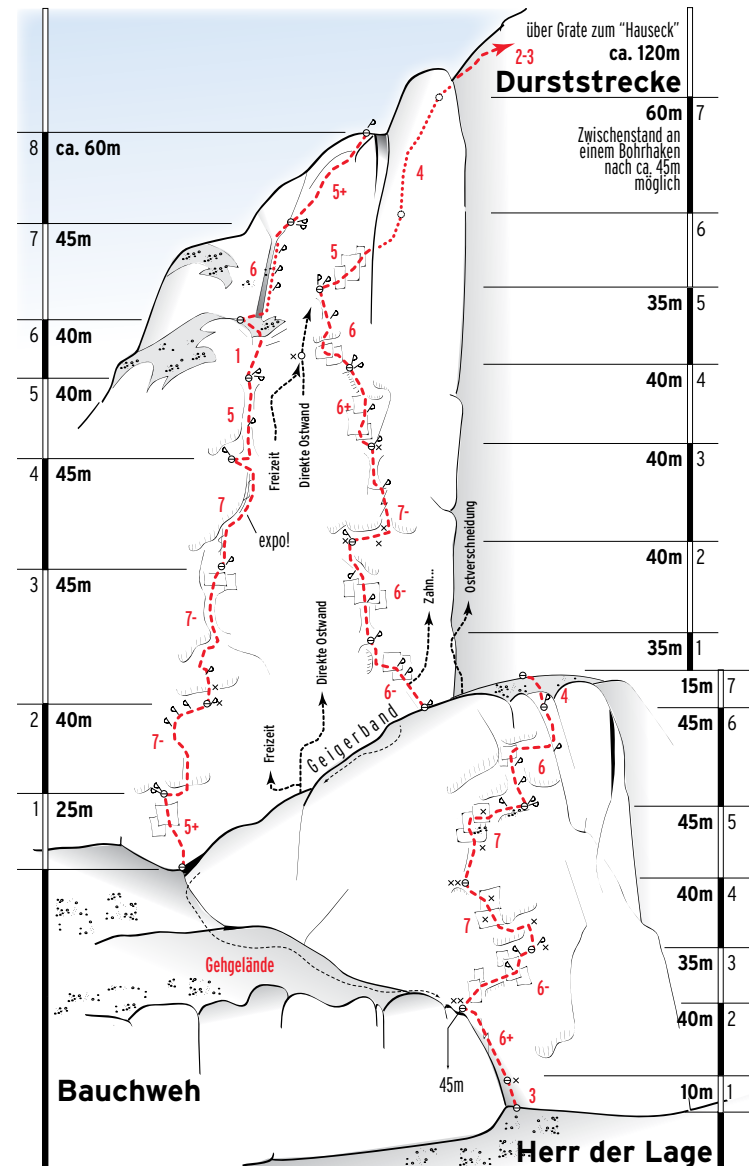 über Grate zum "Hauseck"
ca. 120m
2-3
Durststrecke
60m
7
Zwischenstand an
einem Bohrhaken
nach ca. 45m
möglich
8 ca. 60m
5+
4
7 45m
6
6
5
35m 5
6 40m
1
6
40m 4
5 40m
5
6+
Freizeit
Direkte Ostwand
40m 3
4 45m
7
expo!
7-
40m 2
3 45m
7-
6-
Zahn...
Ostverschneidung
35m 1
Direkte Ostwand
6-
15m 7
4
2 40m
7-
Freizeit
Geigerband
45m 6
6
1 25m
5+
7
45m 5
7
40m 4
Gehgelände
6-
35m 3
40m 2
6+
45m
Bauchweh
3
10m 1
Herr der Lage